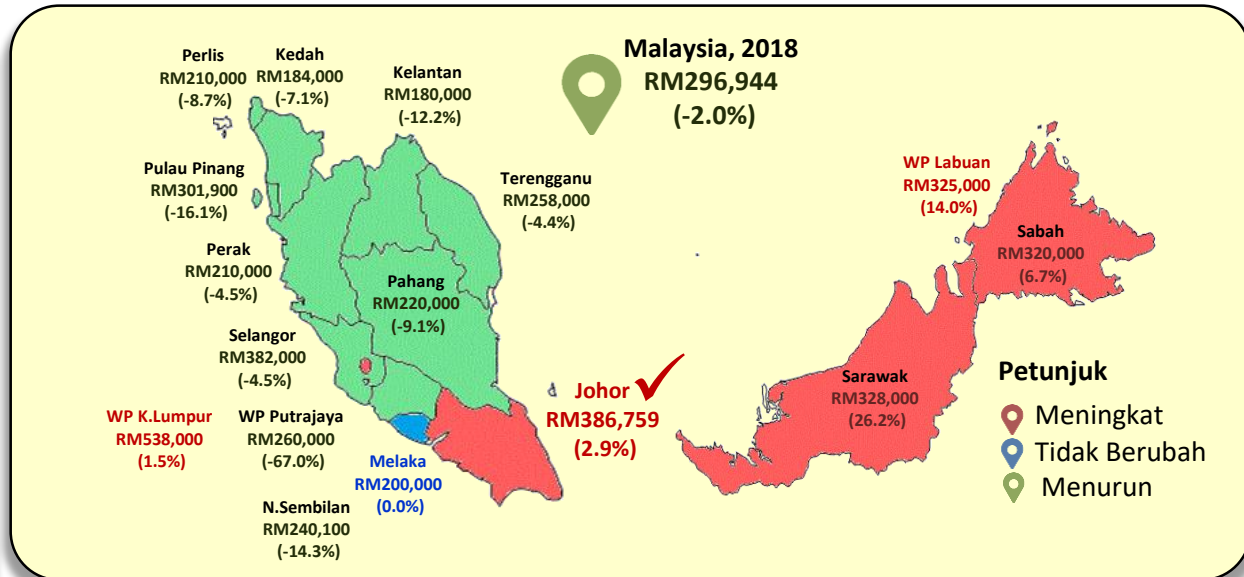 Malaysia, 2018
RM296,944
(-2.0%)
Perlis
RM210,000
(-8.7%)
Kedah
RM184,000
(-7.1%)
Kelantan
RM180,000
(-12.2%)
Pulau Pinang
RM301,900
(-16.1%)
Terengganu
RM258,000
(-4.4%)
Perak
RM210,000
(-4.5%)
Pahang
RM220,000
(-9.1%)
Selangor
RM382,000
(-4.5%)
WP K.Lumpur
RM538,000
(1.5%)
WP Putrajaya
RM260,000
(-67.0%)
Melaka
RM200,000
(0.0%)
N.Sembilan
RM240,100
(-14.3%)
Johor
RM386,759
(2.9%)
WP Labuan
RM325,000
(14.0%)
Sabah
RM320,000
(6.7%)
Sarawak
RM328,000
(26.2%)
Petunjuk
Meningkat
Tidak Berubah
Menurun